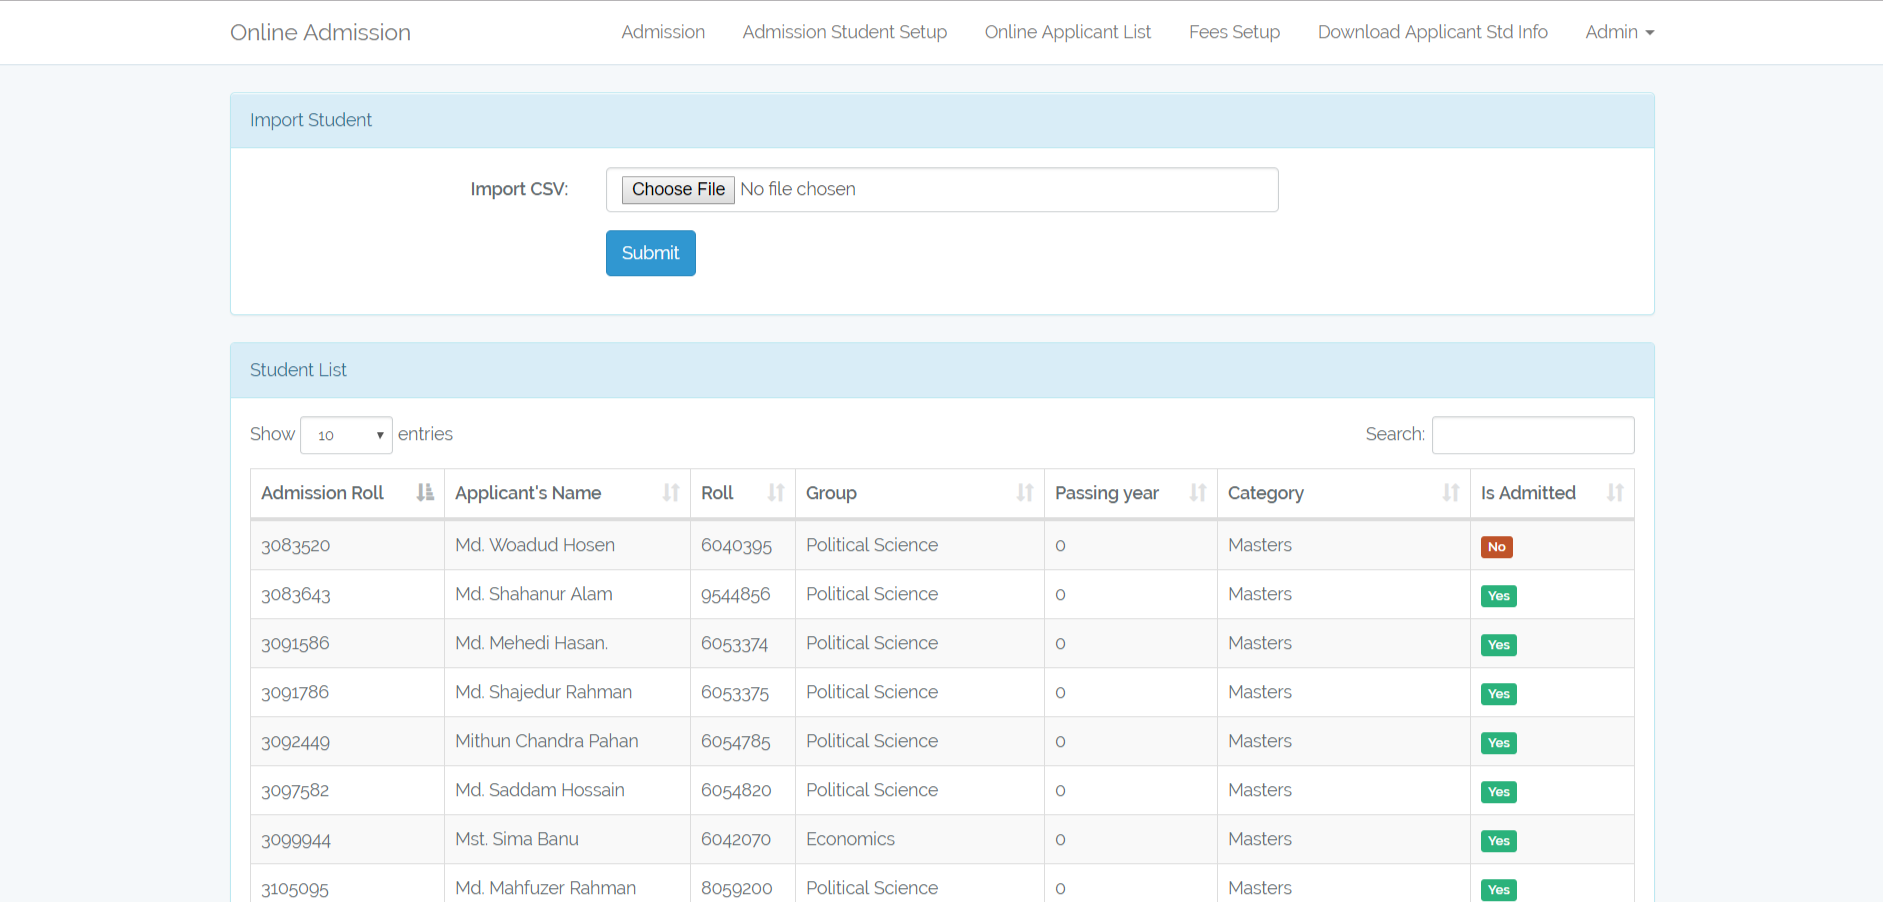 Online Admission Admission Admission Student Setup Online Applicant List Fees Setup Download Applicant Std Info Admin
Import Student
Import CSV: Choose File No file chosen
Submit
Student List
Show 10 entries Search:
Admission Roll Applicant's Name Roll Group Passing year Category Is Admitted
3083520 Md. Woadud Hosen 6040395 Political Science 0 Masters No
3083643 Md. Shahanur Alam 9544856 Political Science 0 Masters Yes
3091586 Md. Mehedi Hasan. 6053374 Political Science 0 Masters Yes
3091786 Md. Shajedur Rahman 6053375 Political Science 0 Masters Yes
3092449 Mithun Chandra Pahan 6054785 Political Science 0 Masters Yes
3097582 Md. Saddam Hossain 6054820 Political Science 0 Masters Yes
3099944 Mst. Sima Banu 6042070 Economics 0 Masters Yes
3105095 Md. Mahfuzer Rahman 8059200 Political Science 0 Masters Yes